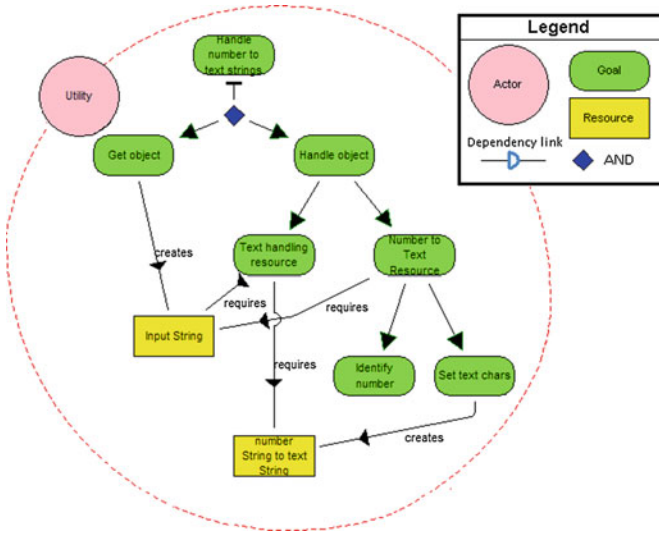 Handle
number to
text strings
Utility
Get object
Handle object
creates
Text handling
resource
Number to
Text
Resource
requires
requires
Input String
requires
Identify
number
Set text chars
number
String to text
String
creates
Legend
Actor
Goal
Resource
Dependency link
AND